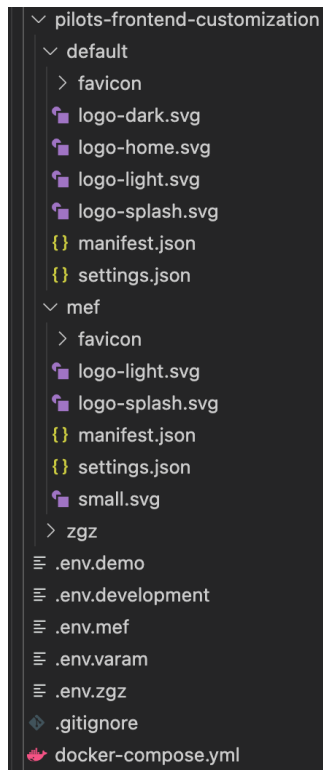 pilots-frontend-customization
default
favicon
logo-dark.svg
logo-home.svg
logo-light.svg
logo-splash.svg
{} manifest.json
{} settings.json
mef
favicon
logo-light.svg
logo-splash.svg
{} manifest.json
{} settings.json
small.svg
zgz
.env.demo
.env.development
.env.mef
.env.varam
.env.zgz
.gitignore
docker-compose.yml